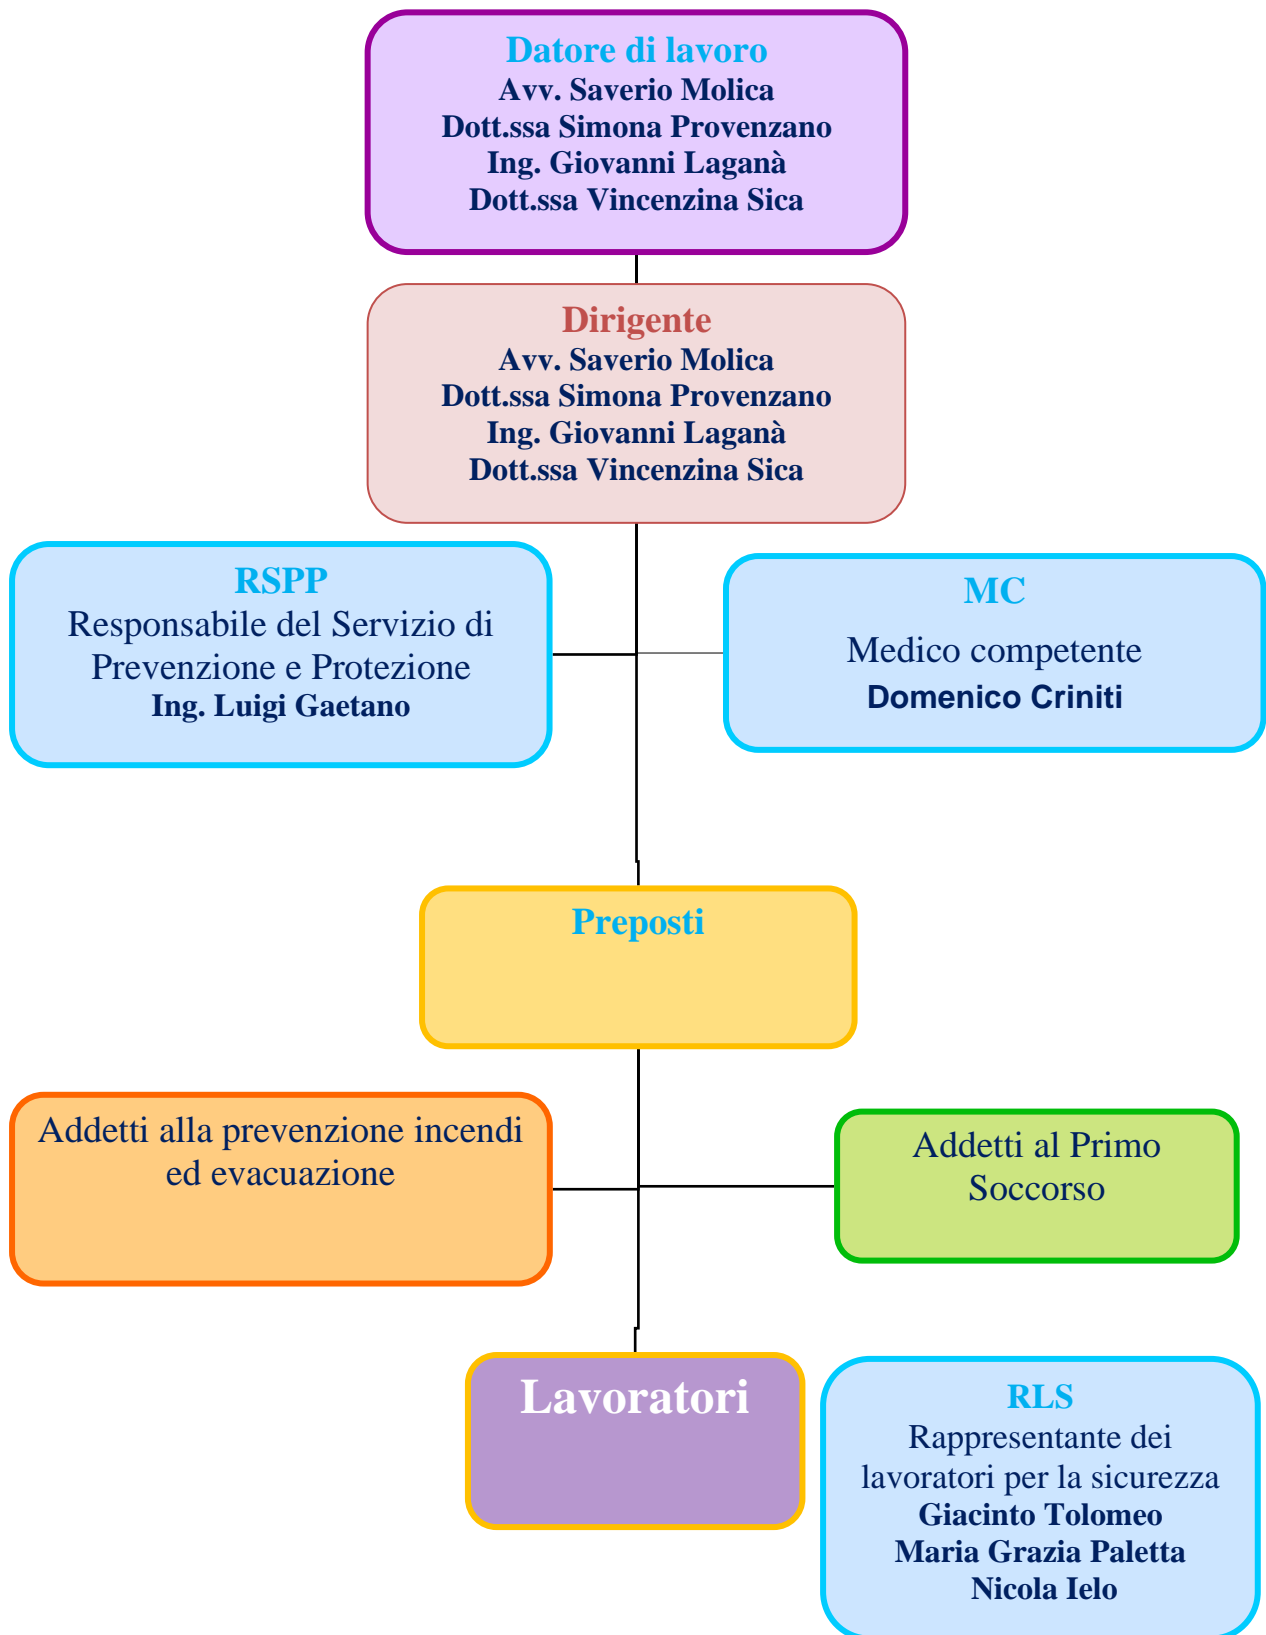 Datore di lavoro
Avv. Saverio Molica
Dott.ssa Simona Provenzano
Ing. Giovanni Laganà
Dott.ssa Vincenzina Sica
Dirigente
Avv. Saverio Molica
Dott.ssa Simona Provenzano
Ing. Giovanni Laganà
Dott.ssa Vincenzina Sica
RSPP
Responsabile del Servizio di
Prevenzione e Protezione
Ing. Luigi Gaetano
MC
Medico competente
Domenico Criniti
Preposti
Addetti alla prevenzione incendi
ed evacuazione
Addetti al Primo
Soccorso
Lavoratori
RLS
Rappresentante dei
lavoratori per la sicurezza
Giacinto Tolomeo
Maria Grazia Paletta
Nicola Ielo